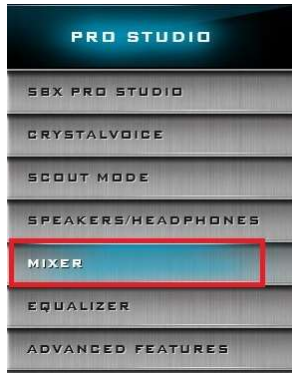 PRO STUDIO
SBX PRO STUDIO
CRYSTALVOICE
SCOUT MODE
SPEAKERS/HEADPHONES
MIXER
EQUALIZER
ADVANCED FEATURES